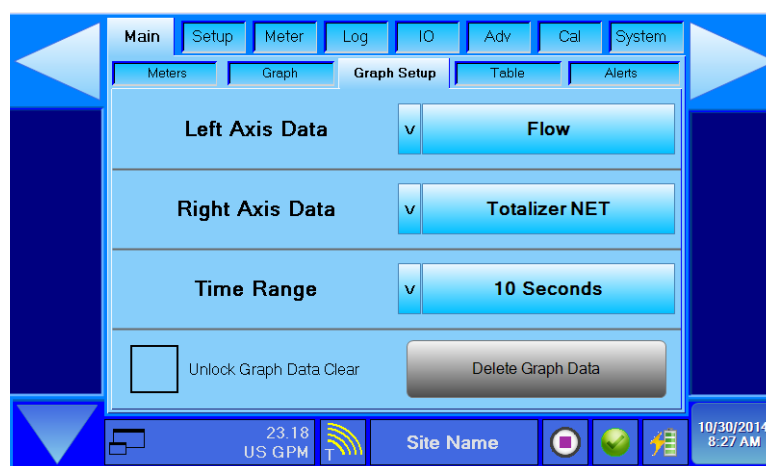 Main Setup Meter Log IO Adv Cal System
Meters Graph Graph Setup Table Alerts
Left Axis Data v Flow
Right Axis Data v Totalizer NET
Time Range v 10 Seconds
Unlock Graph Data Clear Delete Graph Data
23.18
US GPM
T
Site Name
10/30/2014
8:27 AM